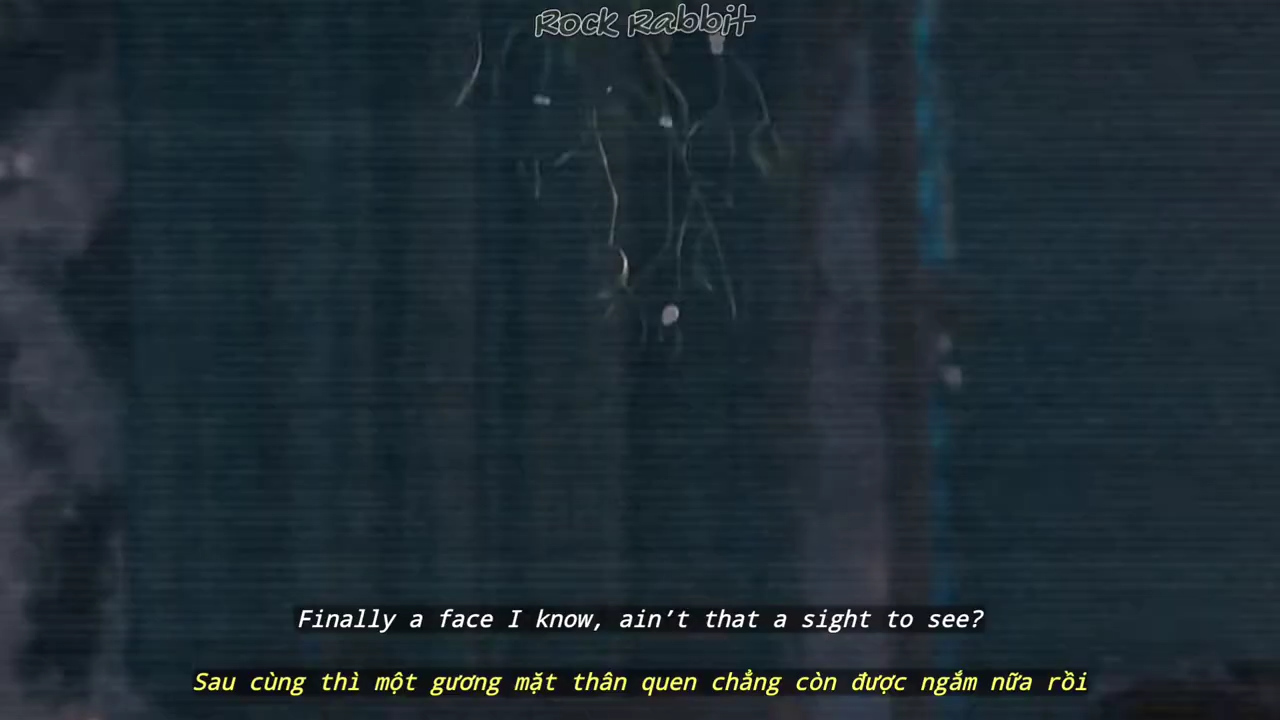 Rock Rabbit
Finally a face I know, ain't that a sight to see?
Sau cùng thì một gương mặt thân quen chẳng còn được ngắm nữa rồi